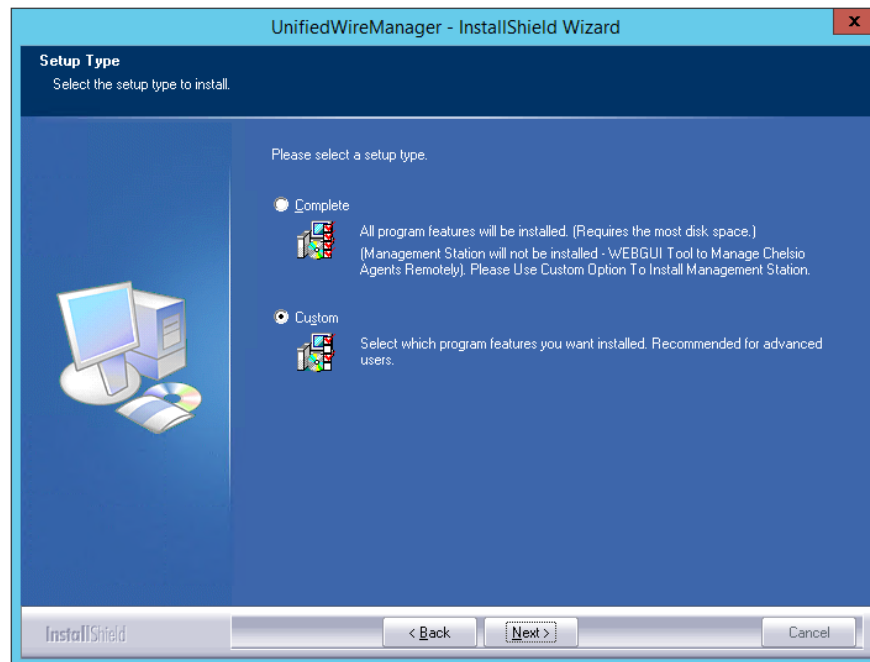 UnifiedWireManager - InstallShield Wizard
x
Setup Type
Select the setup type to install.
Please select a setup type.
Complete
All program features will be installed. (Requires the most disk space.)
(Management Station will not be installed - WEBGUI Tool to Manage Chelsio
Agents Remotely). Please Use Custom Option To Install Management Station.
Custom
Select which program features you want installed. Recommended for advanced
users.
InstallShield
< Back
Next >
Cancel